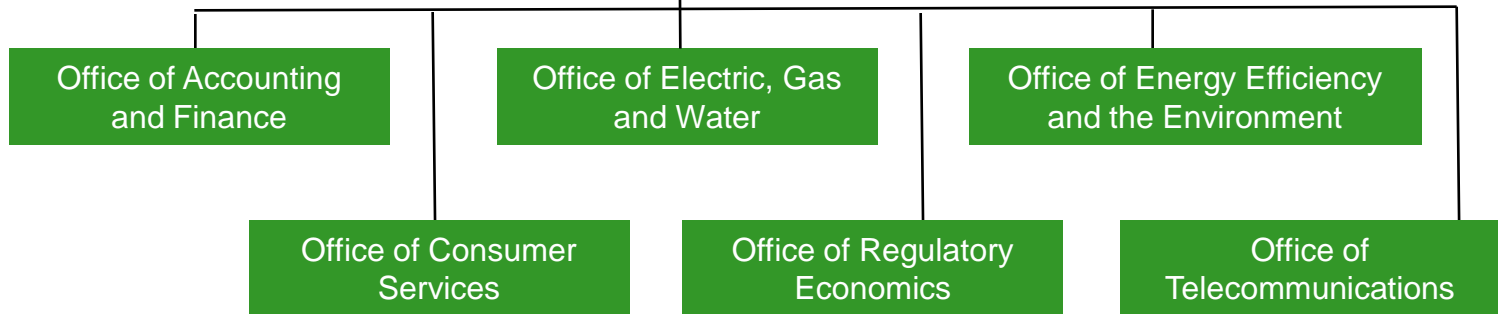 Office of Accounting
and Finance
Office of Electric, Gas
and Water
Office of Energy Efficiency
and the Environment
Office of Consumer
Services
Office of Regulatory
Economics
Office of
Telecommunications